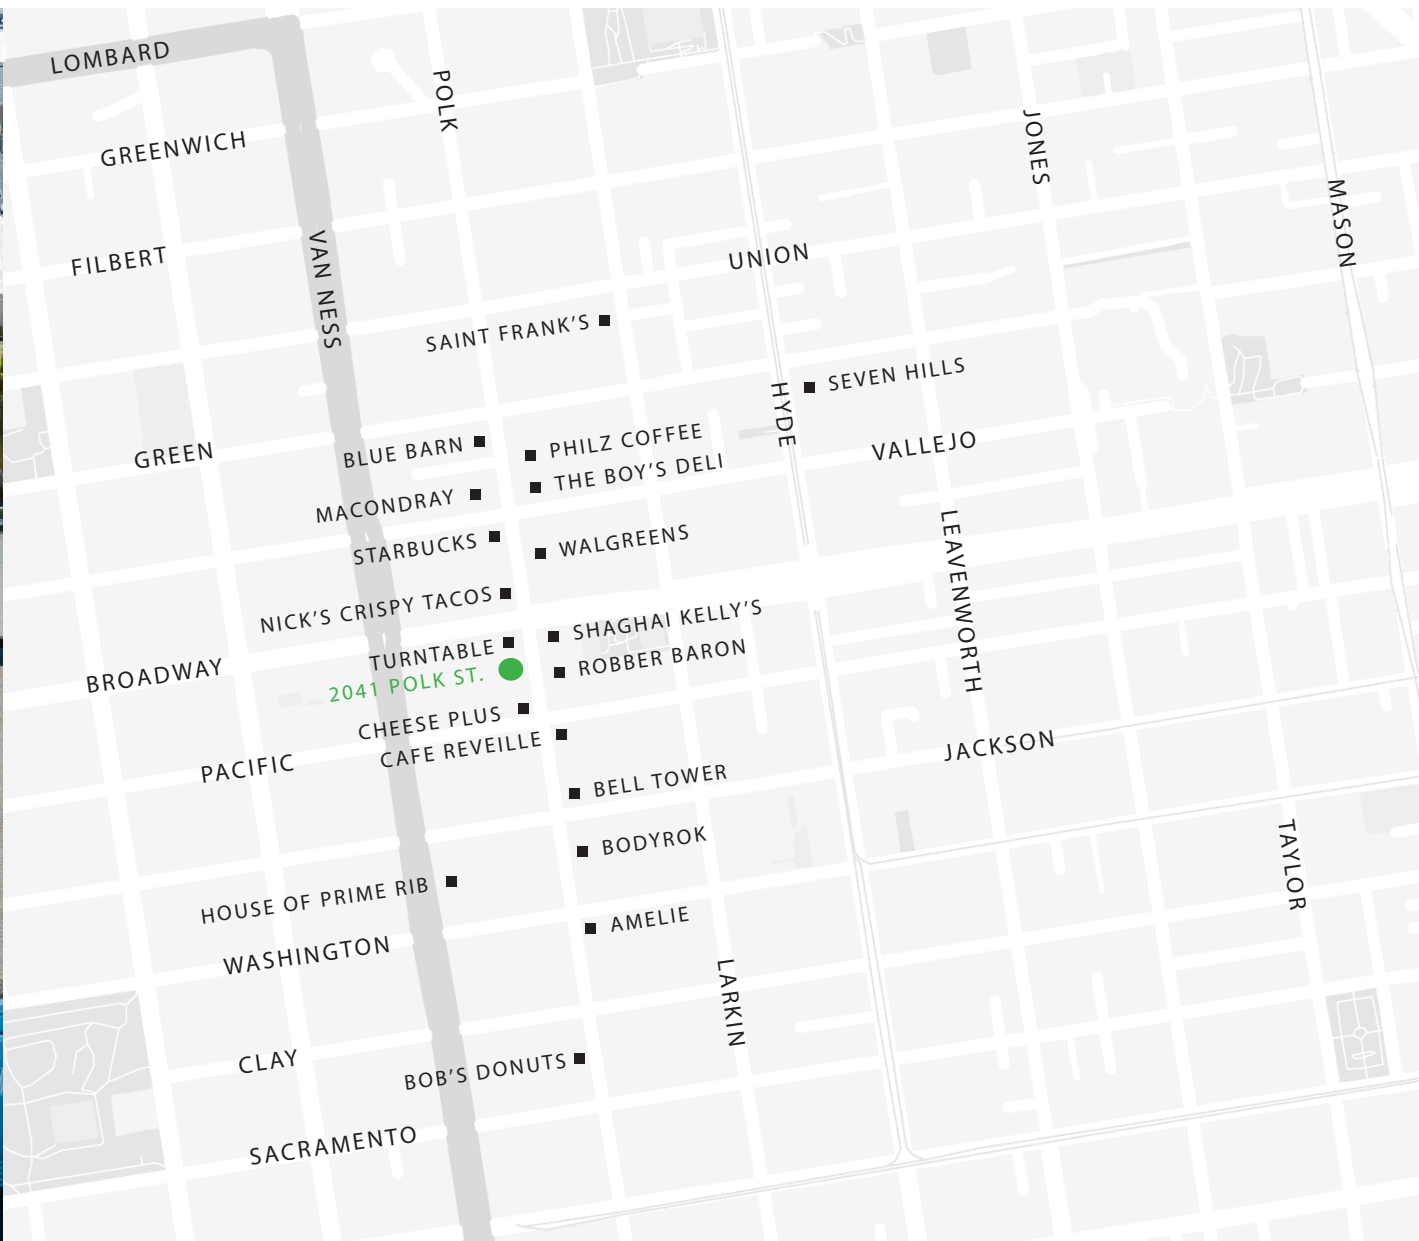 LOMBARD
POLK
GREENWICH
JONES
MASON
FILBERT
VAN NESS
UNION
SAINT FRANK'S
SEVEN HILLS
HYDE
GREEN
BLUE BARN
PHILZ COFFEE
VALLEJO
THE BOY'S DELI
MACONDRAY
STARBUCKS
WALGREENS
LEAVENWORTH
NICK'S CRISPY TACOS
SHAGHAI KELLY'S
TURNTABLE
ROBBER BARON
BROADWAY
2041 POLK ST.
CHEESE PLUS
CAFE REVEILLE
PACIFIC
JACKSON
BELL TOWER
BODYROK
TAYLOR
HOUSE OF PRIME RIB
AMELIE
WASHINGTON
LARKIN
CLAY
BOB'S DONUTS
SACRAMENTO